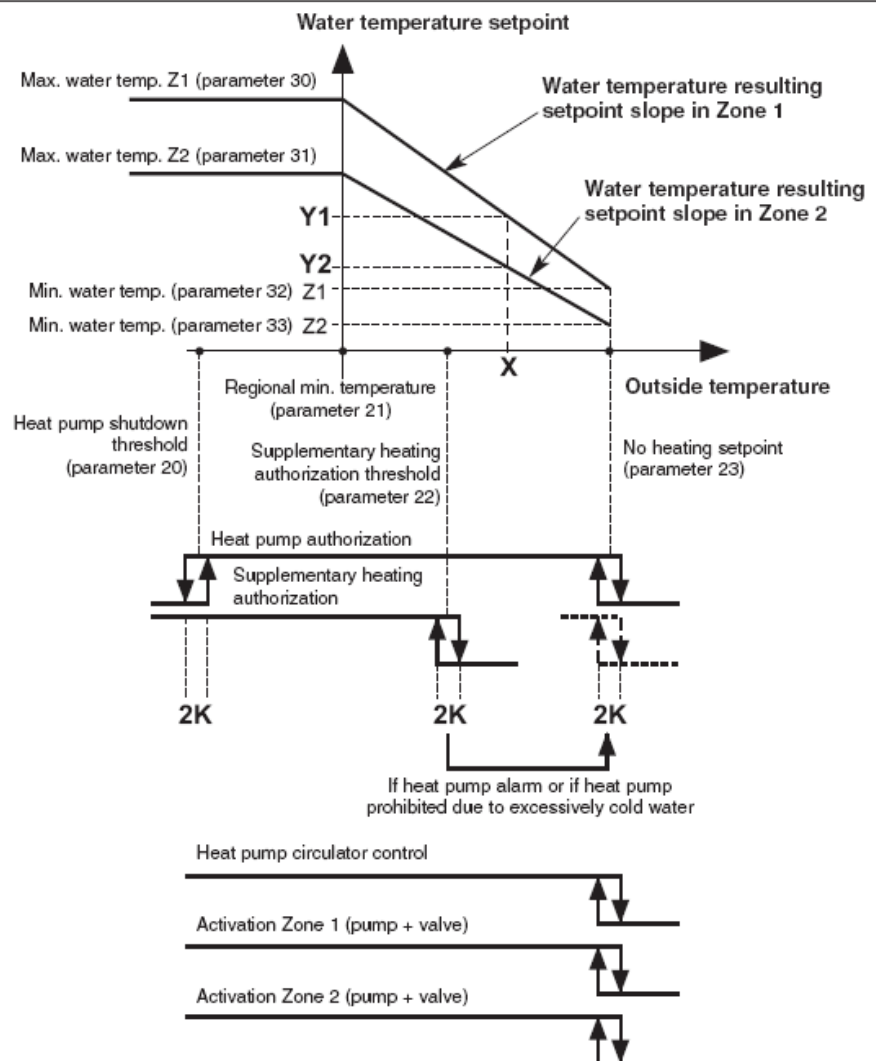 Water temperature setpoint
Max. water temp. Z1 (parameter 30)
Water temperature resulting
setpoint slope in Zone 1
Max. water temp. Z2 (parameter 31)
Water temperature resulting
setpoint slope in Zone 2
Y1
Y2
Min. water temp. (parameter 32) Z1
Min. water temp. (parameter 33) Z2
X
Outside temperature
Regional min. temperature
(parameter 21)
Heat pump shutdown
threshold
(parameter 20)
Supplementary heating
authorization threshold
(parameter 22)
No heating setpoint
(parameter 23)
Heat pump authorization
Supplementary heating
authorization
2K
2K
2K
If heat pump alarm or if heat pump
prohibited due to excessively cold water
Heat pump circulator control
Activation Zone 1 (pump + valve)
Activation Zone 2 (pump + valve)